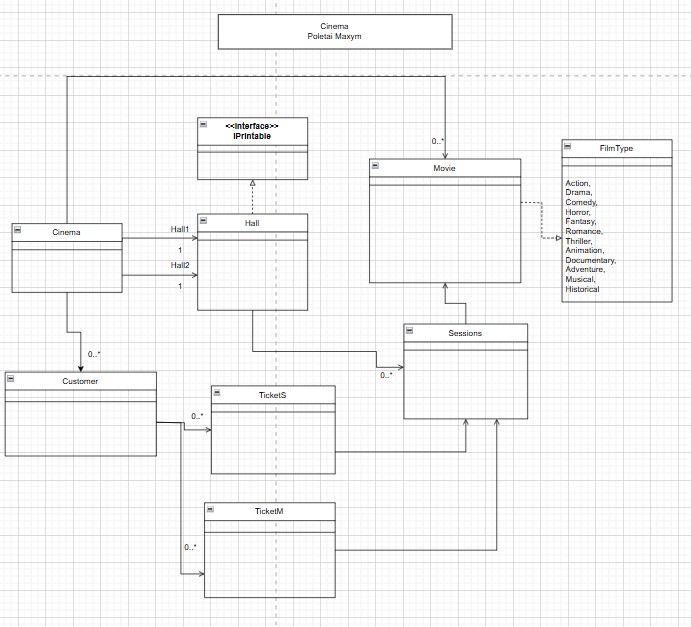 Cinema
Poletai Maxym
<<Interface>>
IPrintable
0..*
FilmType
Movie
Action,
Drama,
Comedy,
Horror,
Fantasy,
Romance,
Thriller,
Animation,
Documentary,
Adventure,
Musical,
Historical
Cinema
Hall1
1
Hall2
1
Hall
Sessions
0..*
0..*
Customer
TicketS
0..*
TicketM
0..*